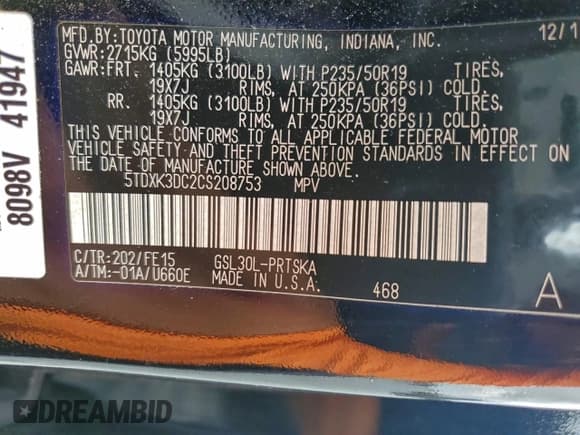 MFD.BY:TOYOTA MOTOR MANUFACTURING, INDIANA, INC. 12/1
GVWR:2715KG (5995LB)
GAWR:FRT. 1405KG (3100LB) WITH P235/50R19 TIRES,
19X7J RIMS, AT 250KPA (36PSI) COLD.
RR. 1405KG (3100LB) WITH P235/50R19 TIRES,
19X7J RIMS, AT 250KPA (36PSI) COLD.
THIS VEHICLE CONFORMS TO ALL APPLICABLE FEDERAL MOTOR
VEHICLE SAFETY AND THEFT PREVENTION STANDARDS IN EFFECT ON
THE DATE OF MANUFACTURE SHOWN ABOVE.
5TDXK3DC2CS208753 MPV
C/TR:202/FE15 GSL30L-PRTSKA
A/TM:-01A/U660E MADE IN U.S.A.
468 A
8098V 41947
DREAMBID